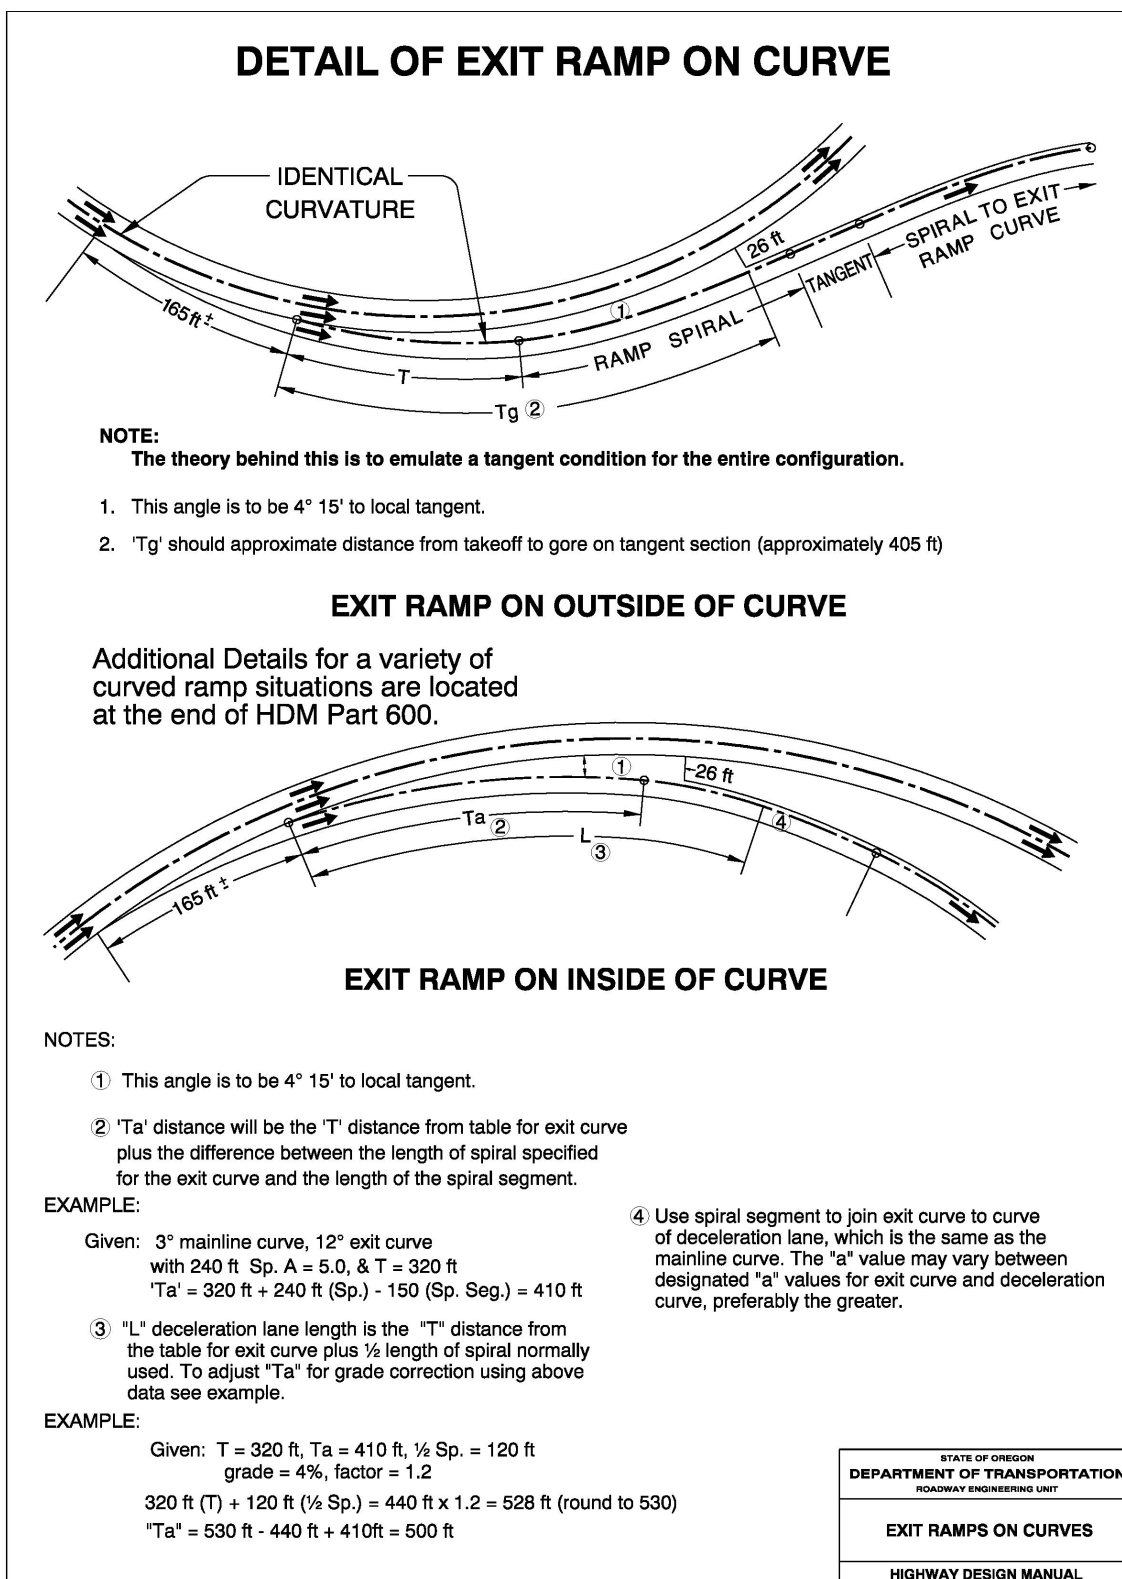 DETAIL OF EXIT RAMP ON CURVE
IDENTICAL
CURVATURE
165 ft ±
T
Tg ②
①
RAMP SPIRAL
26 ft
TANGENT
SPIRAL TO EXIT
RAMP CURVE
NOTE:
The theory behind this is to emulate a tangent condition for the entire configuration.
1. This angle is to be 4° 15' to local tangent.
2. 'Tg' should approximate distance from takeoff to gore on tangent section (approximately 405 ft)
EXIT RAMP ON OUTSIDE OF CURVE
Additional Details for a variety of
curved ramp situations are located
at the end of HDM Part 600.
①
26 ft
Ta ②
L ③
④
165 ft ±
EXIT RAMP ON INSIDE OF CURVE
NOTES:
① This angle is to be 4° 15' to local tangent.
② 'Ta' distance will be the 'T' distance from table for exit curve
plus the difference between the length of spiral specified
for the exit curve and the length of the spiral segment.
EXAMPLE:
Given: 3° mainline curve, 12° exit curve
with 240 ft Sp. A = 5.0, & T = 320 ft
'Ta' = 320 ft + 240 ft (Sp.) - 150 (Sp. Seg.) = 410 ft
③ "L" deceleration lane length is the "T" distance from
the table for exit curve plus ½ length of spiral normally
used. To adjust "Ta" for grade correction using above
data see example.
EXAMPLE:
Given: T = 320 ft, Ta = 410 ft, ½ Sp. = 120 ft
grade = 4%, factor = 1.2
320 ft (T) + 120 ft (½ Sp.) = 440 ft x 1.2 = 528 ft (round to 530)
"Ta" = 530 ft - 440 ft + 410ft = 500 ft
④ Use spiral segment to join exit curve to curve
of deceleration lane, which is the same as the
mainline curve. The "a" value may vary between
designated "a" values for exit curve and deceleration
curve, preferably the greater.
STATE OF OREGON
DEPARTMENT OF TRANSPORTATION
ROADWAY ENGINEERING UNIT
EXIT RAMPS ON CURVES
HIGHWAY DESIGN MANUAL